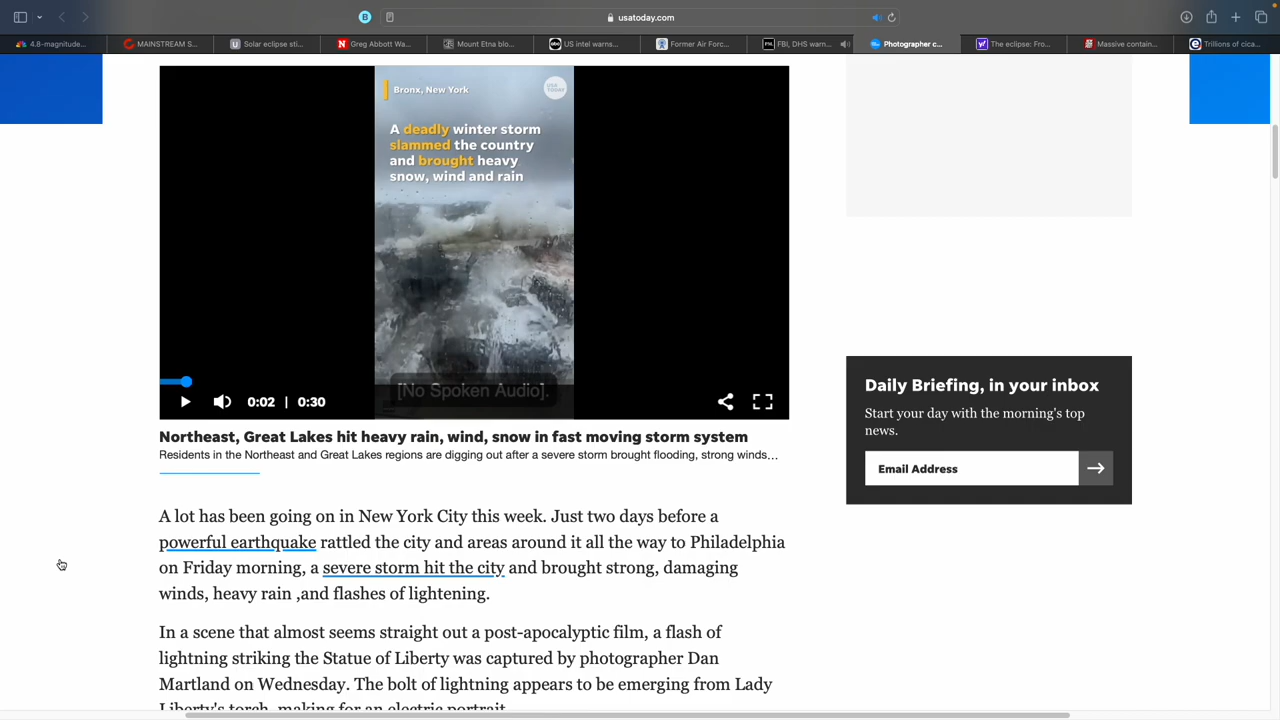 usatoday.com
4.8-magnitude...
MAINSTREAM S...
Solar eclipse sti...
Greg Abbott Wa...
Mount Etna blo...
US intel warns...
Former Air Forc...
FBI, DHS warn...
Photographer c...
The eclipse: Fro...
Massive contain...
Trillions of cica...
Bronx, New York
USA
TODAY
A deadly winter storm
slammed the country
and brought heavy
snow, wind and rain
[No Spoken Audio].
0:02 | 0:30
Northeast, Great Lakes hit heavy rain, wind, snow in fast moving storm system
Residents in the Northeast and Great Lakes regions are digging out after a severe storm brought flooding, strong winds...
Daily Briefing, in your inbox
Start your day with the morning's top
news.
Email Address
A lot has been going on in New York City this week. Just two days before a
powerful earthquake rattled the city and areas around it all the way to Philadelphia
on Friday morning, a severe storm hit the city and brought strong, damaging
winds, heavy rain ,and flashes of lightening.
In a scene that almost seems straight out a post-apocalyptic film, a flash of
lightning striking the Statue of Liberty was captured by photographer Dan
Martland on Wednesday. The bolt of lightning appears to be emerging from Lady
Liberty's torch, making for an electric portrait.